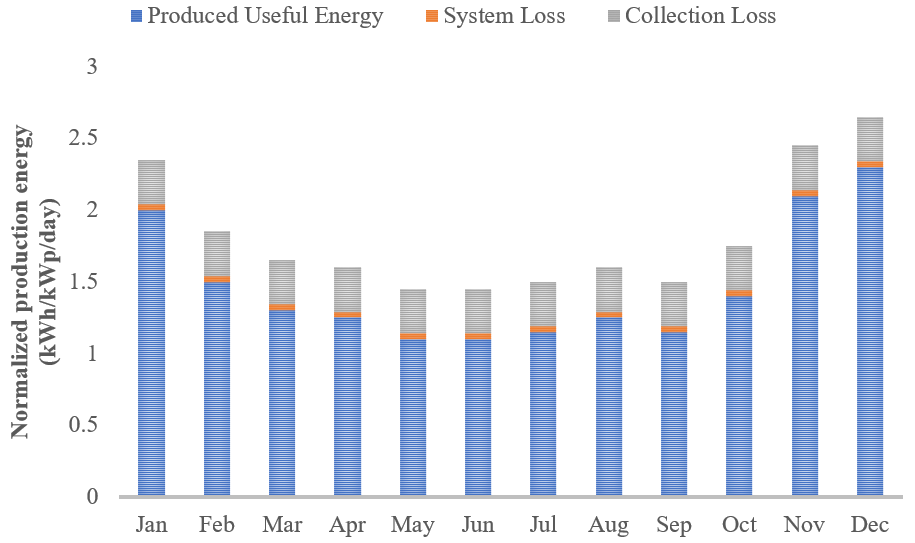 Produced Useful Energy System Loss Collection Loss
Normalized production energy
(kWh/kWp/day)
3
2.5
2
1.5
1
0.5
0
Jan Feb Mar Apr May Jun Jul Aug Sep Oct Nov Dec